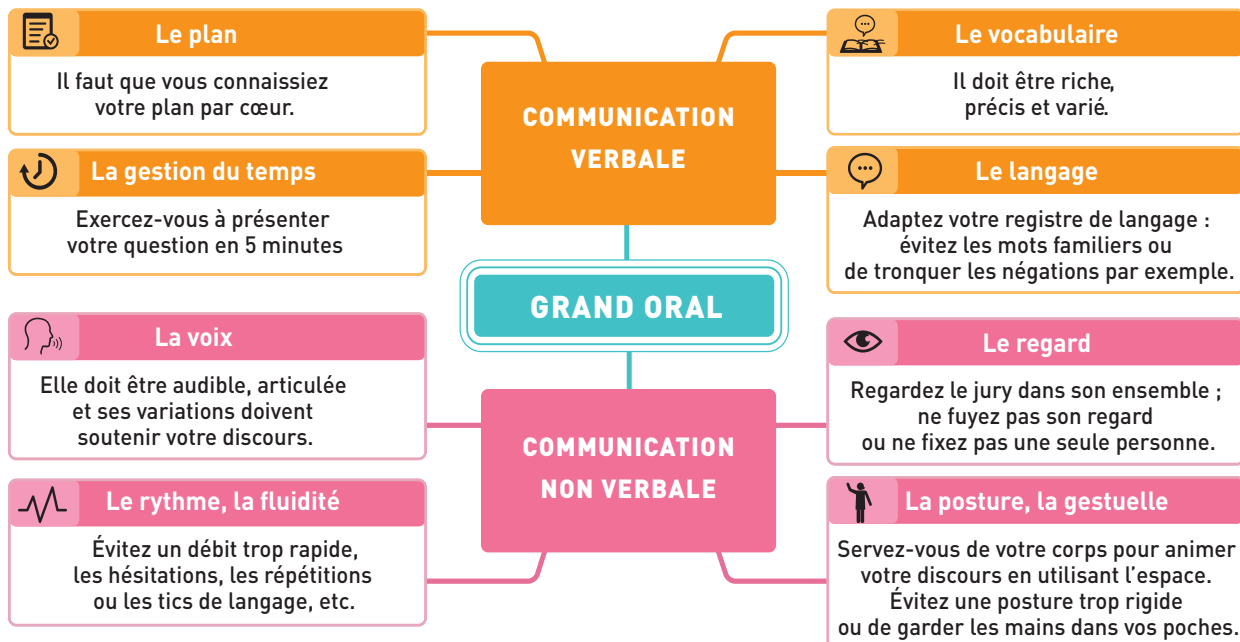 Le plan
Il faut que vous connaissiez
votre plan par cœur.
La gestion du temps
Exercez-vous à présenter
votre question en 5 minutes
COMMUNICATION
VERBALE
Le vocabulaire
Il doit être riche,
précis et varié.
Le langage
Adaptez votre registre de langage :
évitez les mots familiers ou
de tronquer les négations par exemple.
GRAND ORAL
La voix
Elle doit être audible, articulée
et ses variations doivent
soutenir votre discours.
Le rythme, la fluidité
Évitez un débit trop rapide,
les hésitations, les répétitions
ou les tics de langage, etc.
COMMUNICATION
NON VERBALE
Le regard
Regardez le jury dans son ensemble ;
ne fuyez pas son regard
ou ne fixez pas une seule personne.
La posture, la gestuelle
Servez-vous de votre corps pour animer
votre discours en utilisant l’espace.
Évitez une posture trop rigide
ou de garder les mains dans vos poches.